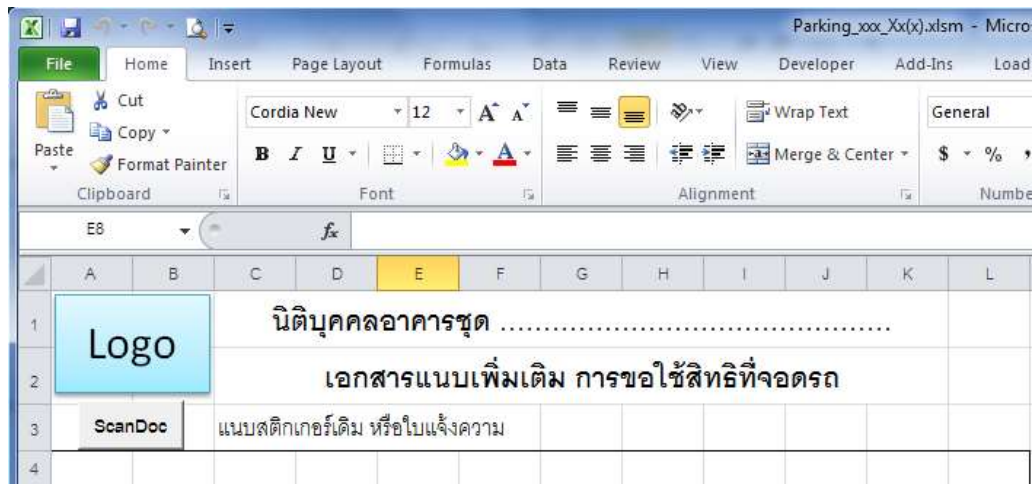 Parking_xxx_Xx(x).xlsm - Micro
File Home Insert Page Layout Formulas Data Review View Developer Add-Ins Load
Cut
Copy
Format Painter
Paste
Cordia New 12 A A
B I U A
Wrap Text
Merge & Center
General
$ % ,
Clipboard Font Alignment Numbe
E8 fx
A B C D E F G H I J K L
1 นิติบุคคลอาคารชุด ............................................
Logo
2 เอกสารแนบเพิ่มเติม การขอใช้สิทธิที่จอดรถ
3 ScanDoc แนบสติกเกอร์เดิม หรือใบแจ้งความ
4